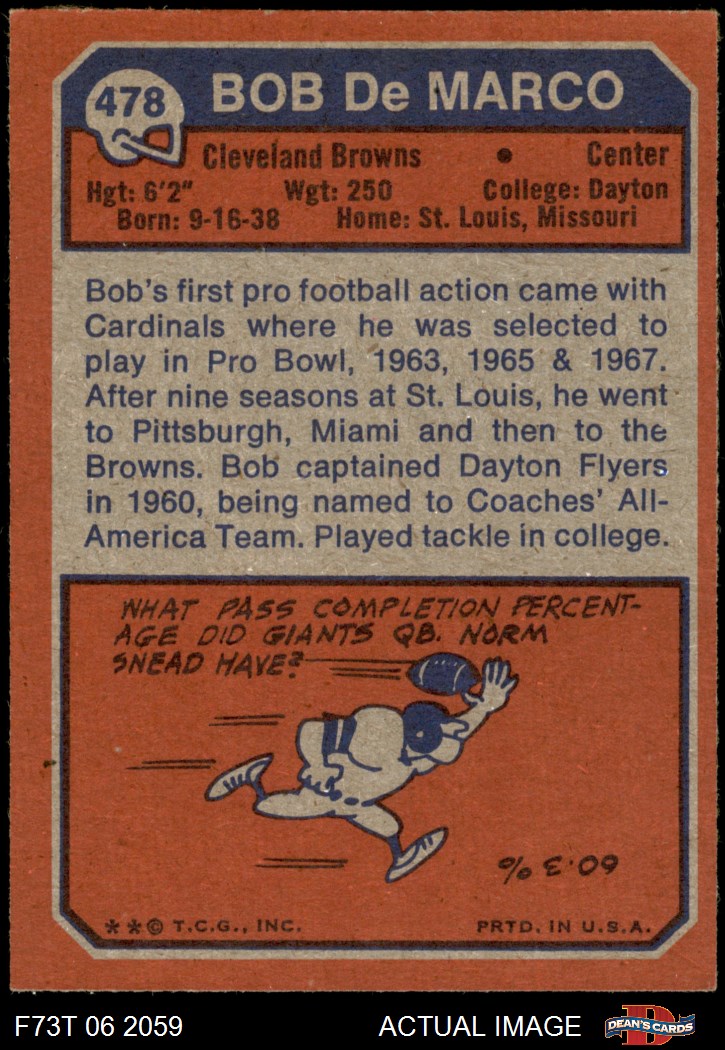 478
BOB De MARCO
Cleveland Browns • Center
Hgt: 6'2" Wgt: 250 College: Dayton
Born: 9-16-38 Home: St. Louis, Missouri
Bob's first pro football action came with
Cardinals where he was selected to
play in Pro Bowl, 1963, 1965 & 1967.
After nine seasons at St. Louis, he went
to Pittsburgh, Miami and then to the
Browns. Bob captained Dayton Flyers
in 1960, being named to Coaches' All-
America Team. Played tackle in college.
WHAT PASS COMPLETION PERCENT-
AGE DID GIANTS QB. NORM
SNEAD HAVE?
60.3 %
**© T.C.G., INC. PRTD. IN U.S.A.
F73T 06 2059 ACTUAL IMAGE
D
DEAN'S CARDS